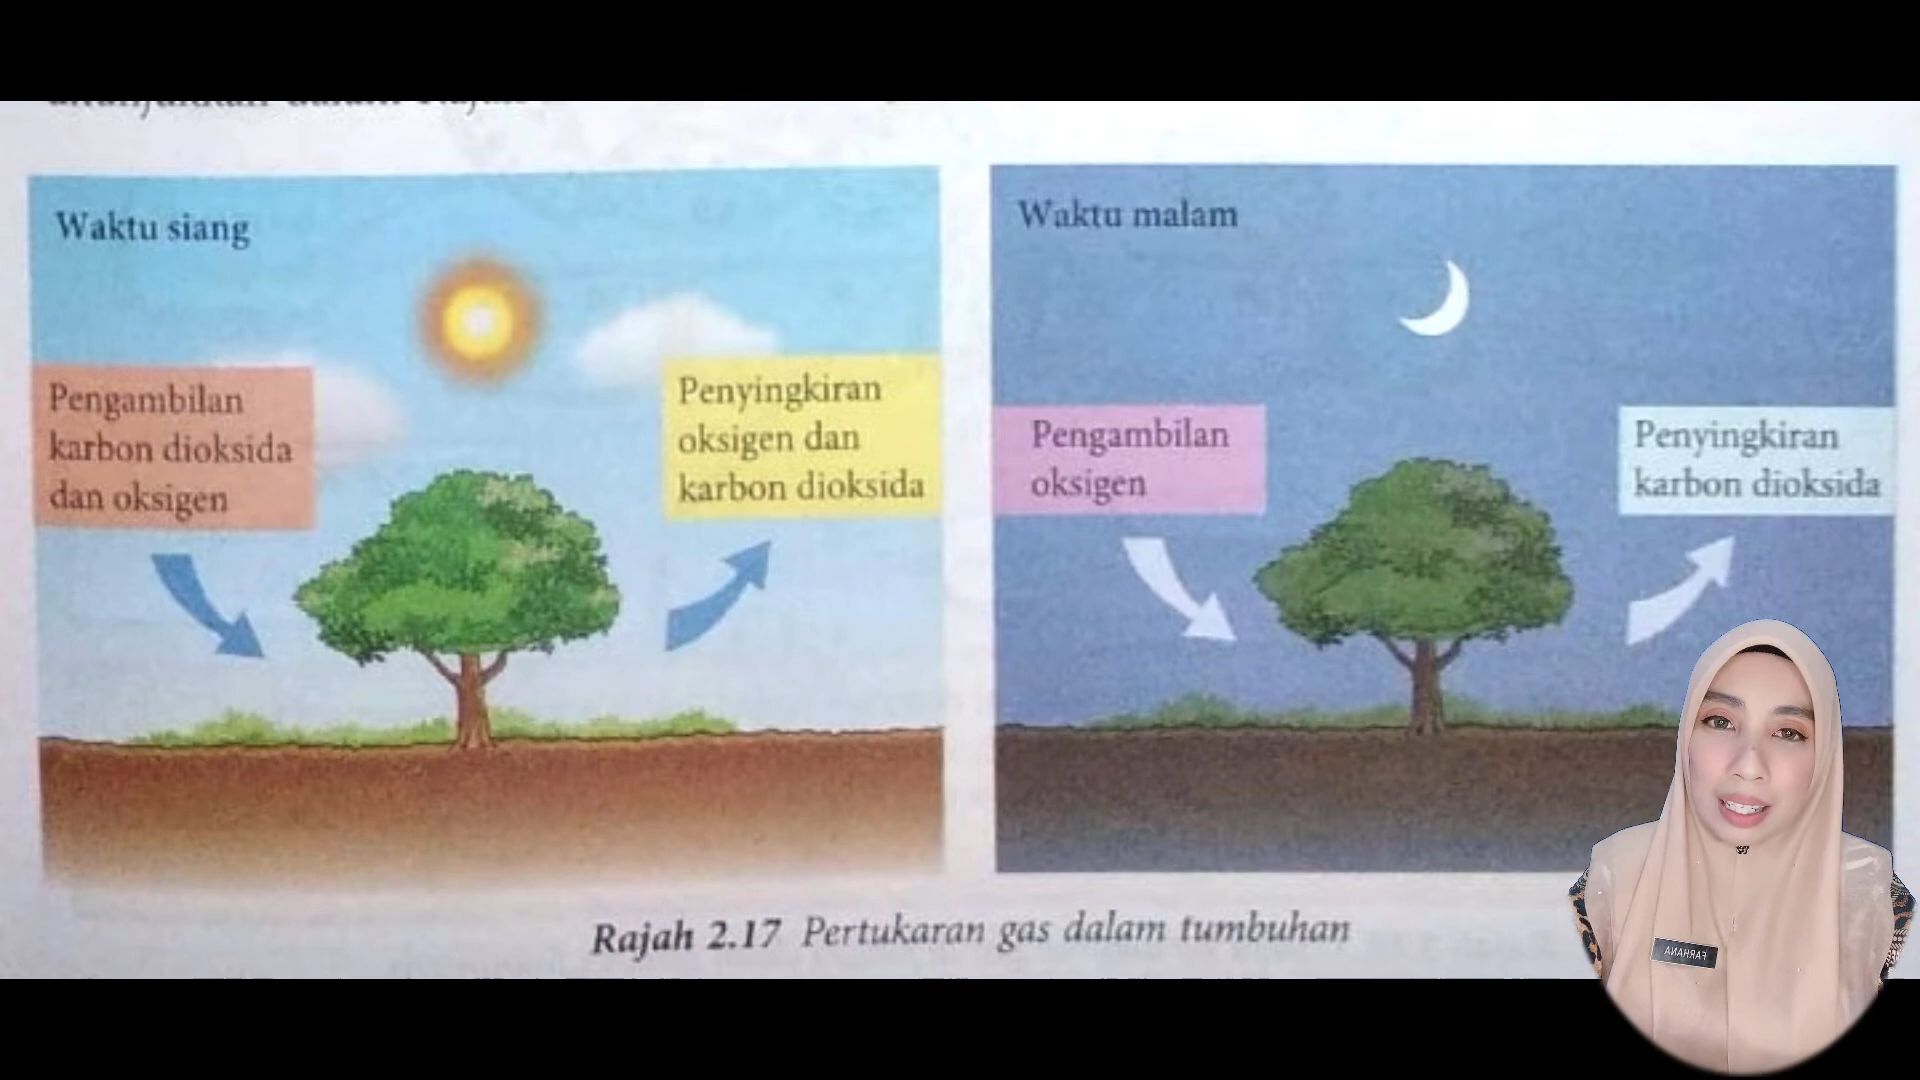 Waktu siang
Pengambilan
karbon dioksida
dan oksigen
Penyingkiran
oksigen dan
karbon dioksida
Waktu malam
Pengambilan
oksigen
Penyingkiran
karbon dioksida
Rajah 2.17 Pertukaran gas dalam tumbuhan
FARHANA